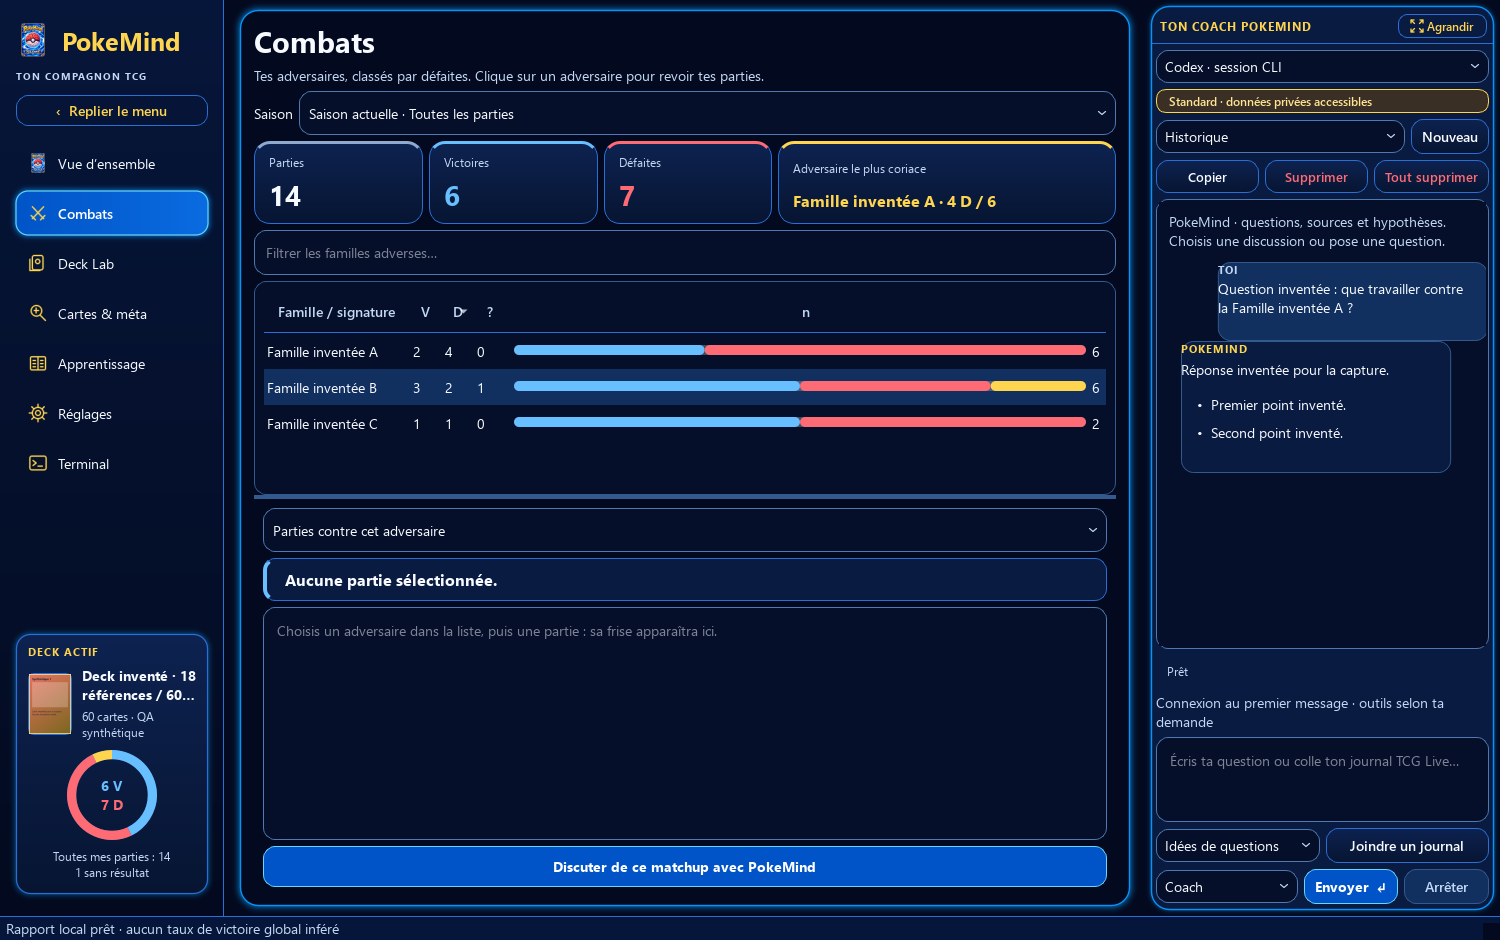 PokeMind
TON COMPAGNON TCG
‹ Replier le menu
Vue d’ensemble
Combats
Deck Lab
Cartes & méta
Apprentissage
Réglages
Terminal
DECK ACTIF
Deck inventé · 18
références / 60…
60 cartes · QA
synthétique
6 V
7 D
Toutes mes parties : 14
1 sans résultat
Combats
Tes adversaires, classés par défaites. Clique sur un adversaire pour revoir tes parties.
Saison
Saison actuelle · Toutes les parties
Parties
14
Victoires
6
Défaites
7
Adversaire le plus coriace
Famille inventée A · 4 D / 6
Filtrer les familles adverses…
Famille / signature V D ? n
Famille inventée A 2 4 0 6
Famille inventée B 3 2 1 6
Famille inventée C 1 1 0 2
Parties contre cet adversaire
Aucune partie sélectionnée.
Choisis un adversaire dans la liste, puis une partie : sa frise apparaîtra ici.
Discuter de ce matchup avec PokeMind
TON COACH POKEMIND
Agrandir
Codex · session CLI
Standard · données privées accessibles
Historique
Nouveau
Copier
Supprimer
Tout supprimer
PokeMind · questions, sources et hypothèses.
Choisis une discussion ou pose une question.
TOI
Question inventée : que travailler contre
la Famille inventée A ?
POKEMIND
Réponse inventée pour la capture.
• Premier point inventé.
• Second point inventé.
Prêt
Connexion au premier message · outils selon ta
demande
Écris ta question ou colle ton journal TCG Live…
Idées de questions
Joindre un journal
Coach
Envoyer ↲
Arrêter
Rapport local prêt · aucun taux de victoire global inféré